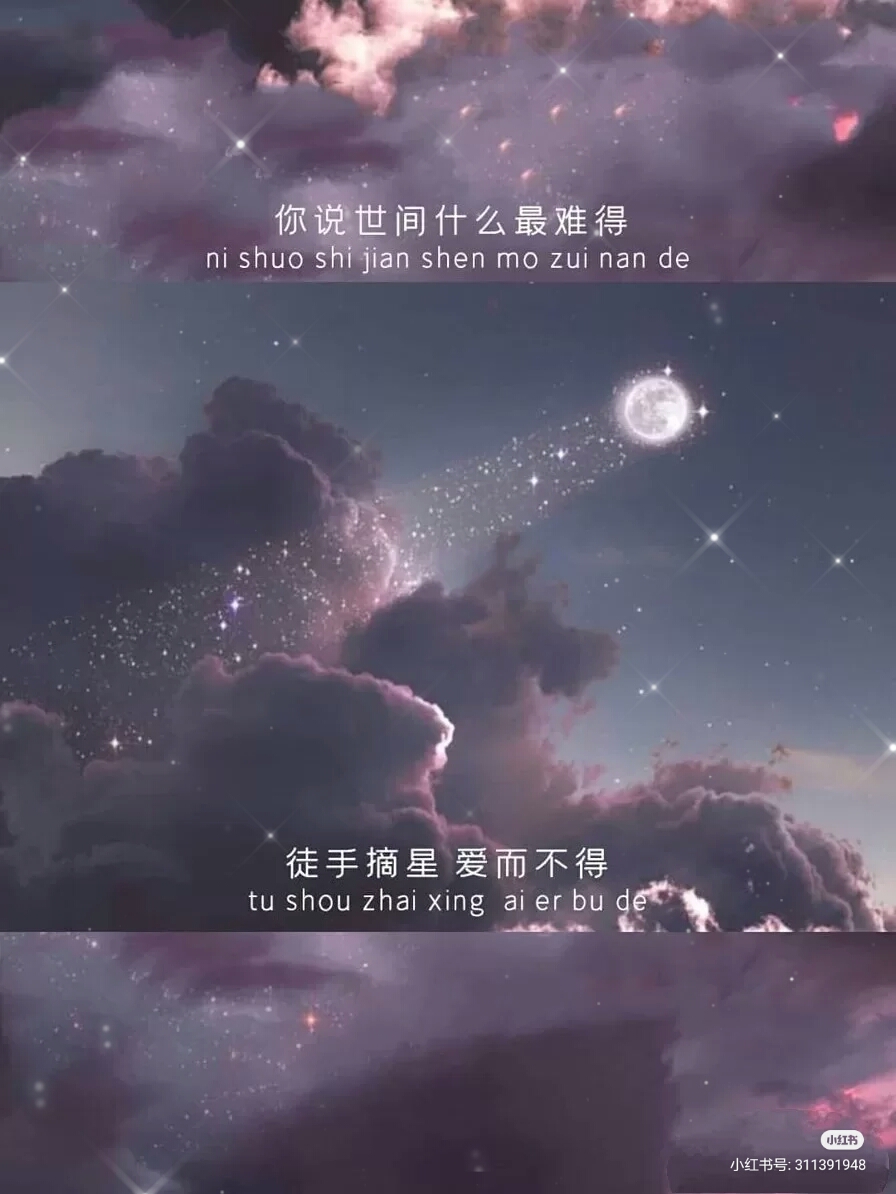 你说世间什么最难得
ni shuo shi jian shen mo zui nan de
徒手摘星 爱而不得
tu shou zhai xing ai er bu de
小红书
小红书号: 311391948